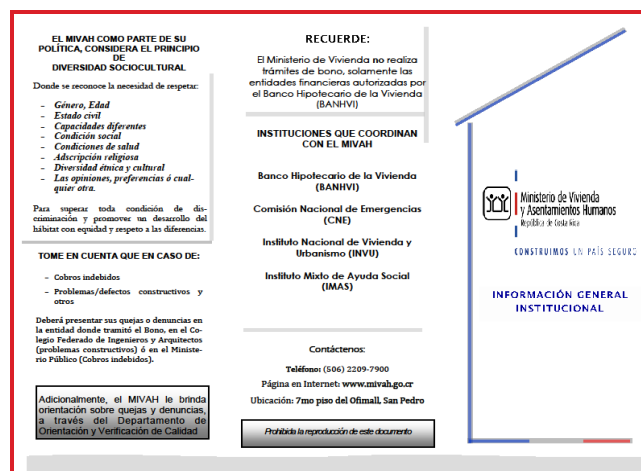 EL MIVAH COMO PARTE DE SU
POLÍTICA, CONSIDERA EL PRINCIPIO
DE
DIVERSIDAD SOCIOCULTURAL
Donde se reconoce la necesidad de respetar:
- Género, Edad
- Estado civil
- Capacidades diferentes
- Condición social
- Condiciones de salud
- Adscripción religiosa
- Diversidad étnica y cultural
- Las opiniones, preferencias ó cual-
quier otra.
Para superar toda condición de dis-
criminación y promover un desarrollo del
hábitat con equidad y respeto a las diferencias.
TOME EN CUENTA QUE EN CASO DE:
- Cobros indebidos
- Problemas/defectos constructivos y
otros
Deberá presentar sus quejas o denuncias en
la entidad donde tramitó el Bono, en el Co-
legio Federado de Ingenieros y Arquitectos
(problemas constructivos) ó en el Ministe-
rio Público (Cobros indebidos).
Adicionalmente, el MIVAH le brinda
orientación sobre quejas y denuncias,
a través del Departamento de
Orientación y Verificación de Calidad
RECUERDE:
El Ministerio de Vivienda no realiza
trámites de bono, solamente las
entidades financieras autorizadas por
el Banco Hipotecario de la Vivienda
(BANHVI)
INSTITUCIONES QUE COORDINAN
CON EL MIVAH
Banco Hipotecario de la Vivienda
(BANHVI)
Comisión Nacional de Emergencias
(CNE)
Instituto Nacional de Vivienda y
Urbanismo (INVU)
Instituto Mixto de Ayuda Social
(IMAS)
Contáctenos:
Teléfono: (506) 2209-7900
Página en Internet: www.mivah.go.cr
Ubicación: 7mo piso del Ofimall, San Pedro
Prohibida la reproducción de este documento
Ministerio de Vivienda
y Asentamientos Humanos
República de Costa Rica
CONSTRUIMOS UN PAÍS SEGURO
INFORMACIÓN GENERAL
INSTITUCIONAL